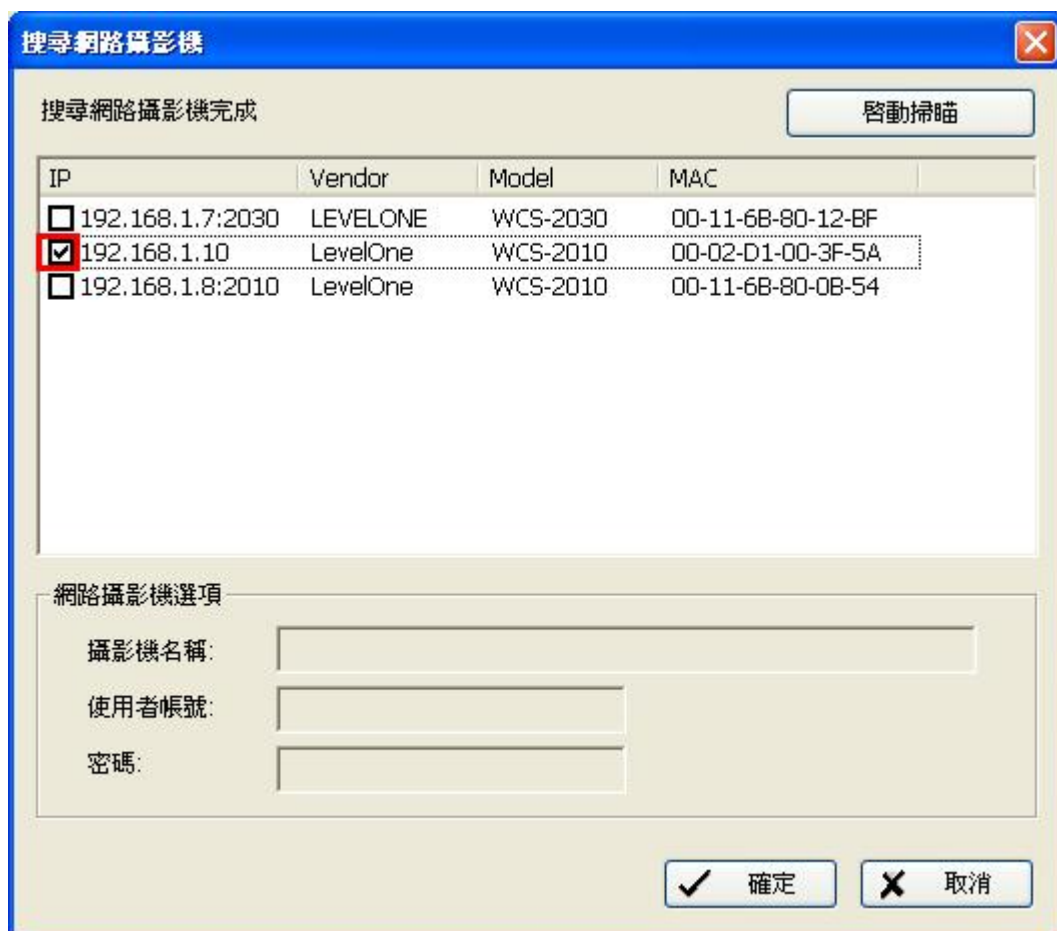 搜尋網路攝影機
搜尋網路攝影機完成 啓動掃瞄
IP Vendor Model MAC
192.168.1.7:2030 LEVELONE WCS-2030 00-11-6B-80-12-BF
192.168.1.10 LevelOne WCS-2010 00-02-D1-00-3F-5A
192.168.1.8:2010 LevelOne WCS-2010 00-11-6B-80-0B-54
網路攝影機選項
攝影機名稱:
使用者帳號:
密碼:
確定 取消